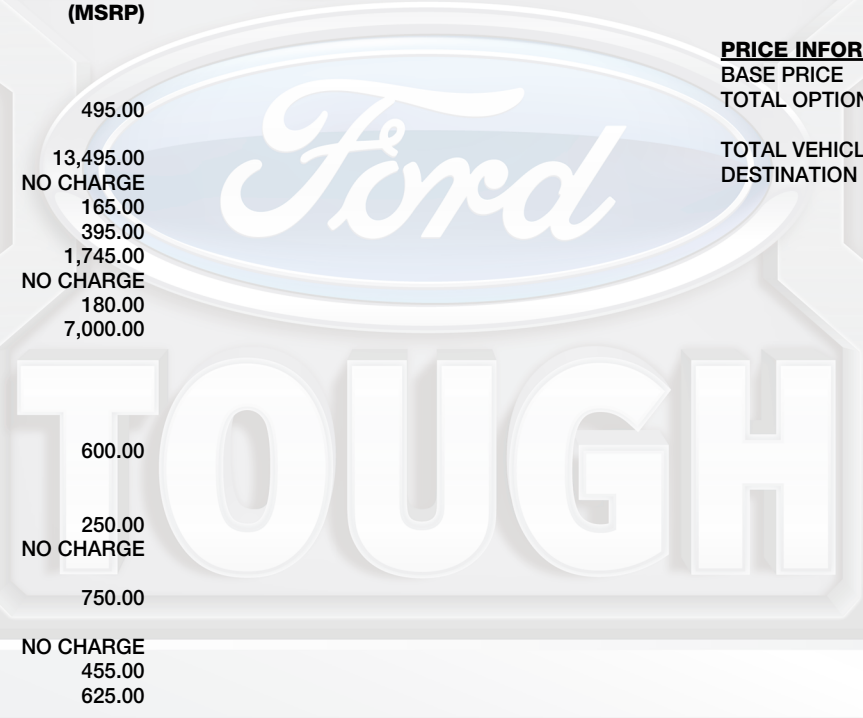 (MSRP)
495.00
13,495.00
NO CHARGE
165.00
395.00
1,745.00
NO CHARGE
180.00
7,000.00
600.00
250.00
NO CHARGE
750.00
NO CHARGE
455.00
625.00
PRICE INFOR
BASE PRICE
TOTAL OPTION
TOTAL VEHICL
DESTINATION
Ford
TOUGH